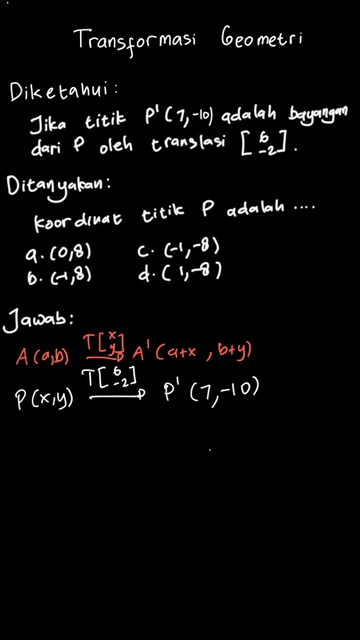 Transformasi Geometri
Diketahui:
Jika titik P'(7,-10) adalah bayangan
dari P oleh translasi [6 -2].
Ditanyakan:
Koordinat titik P adalah ....
a. (0,8) c. (-1,-8)
b. (-1,8) d. (1,-8)
Jawab:
A(a,b) T[x y] → A'(a+x, b+y)
P(x,y) T[6 -2] → P'(7,-10)